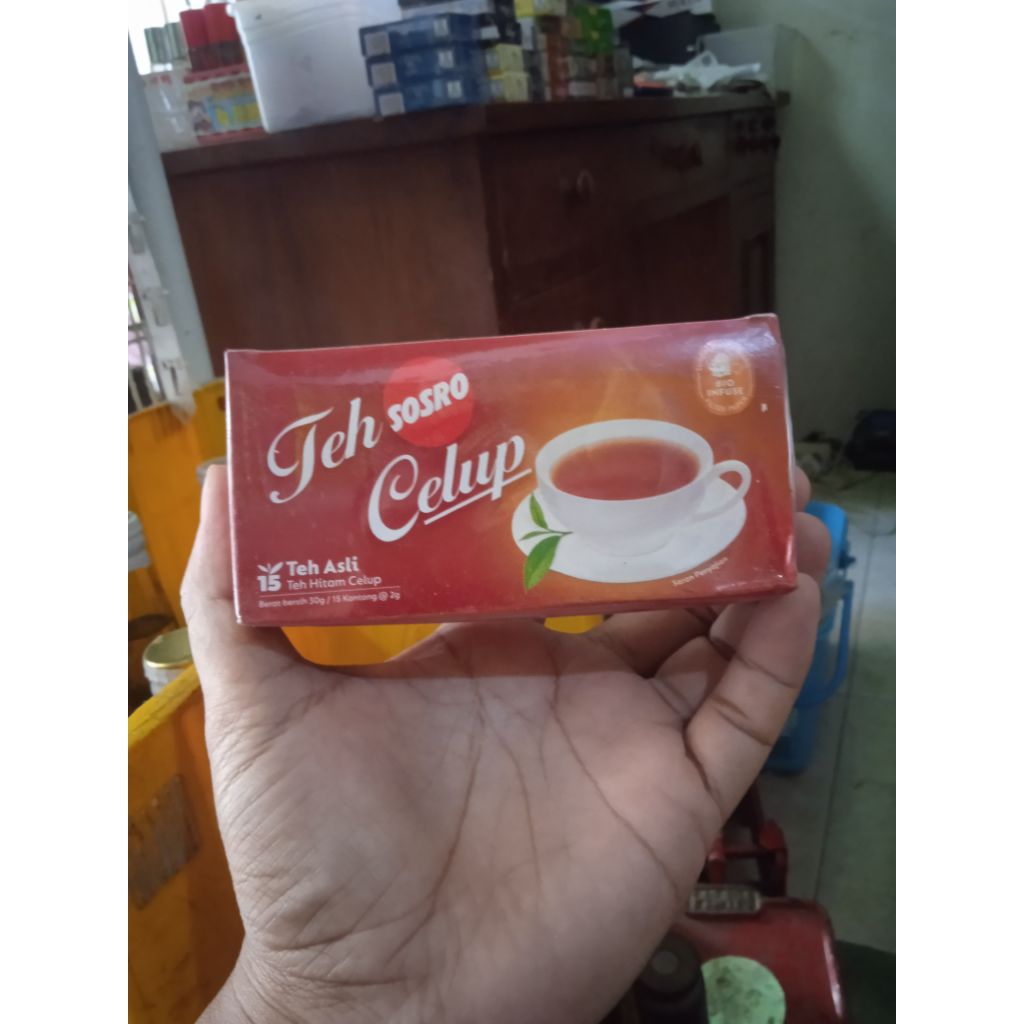 Teh SOSRO
Celup
BIO
INFUSE
15 Teh Asli
Teh Hitam Celup
Berat bersih 30g / 15 Kantong @ 2g
Saran Penyajian